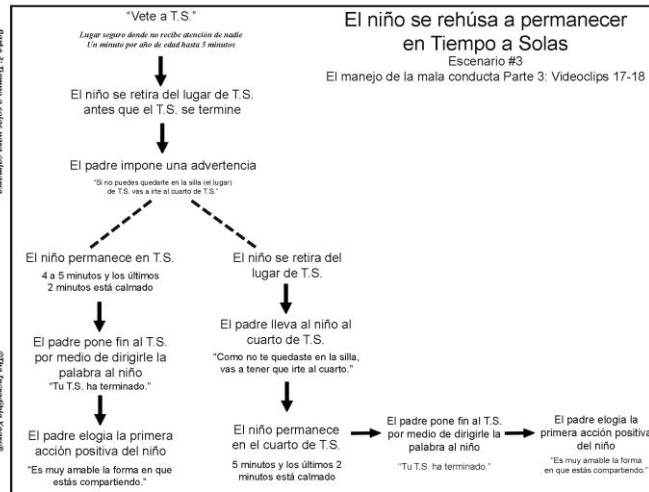 "Vete a T.S."
Lugar seguro donde no recibe atención de nadie
Un minuto por año de edad hasta 5 minutos
El niño se rehúsa a permanecer
en Tiempo a Solas
Escenario #3
El manejo de la mala conducta Parte 3: Videoclips 17-18
El niño se retira del lugar de T.S.
antes que el T.S. se termine
El padre impone una advertencia
"Si no puedes quedarte en la silla (el lugar)
de T.S. vas a irte al cuarto de T.S."
El niño permanece en T.S.
4 a 5 minutos y los últimos
2 minutos está calmado
El padre pone fin al T.S.
por medio de dirigirle la
palabra al niño
"Tu T.S. ha terminado."
El padre elogia la primera
acción positiva del niño
"Es muy amable la forma en que
estás compartiendo."
El niño se retira del
lugar de T.S.
El padre lleva al niño al
cuarto de T.S.
"Como no te quedaste en la silla,
vas a tener que irte al cuarto."
El niño permanece
en el cuarto de T.S.
5 minutos y los últimos 2
minutos está calmado
El padre pone fin al T.S.
por medio de dirigirle la
palabra al niño
"Tu T.S. ha terminado."
El padre elogia la
primera acción positiva
del niño
"Es muy amable la forma
en que estás compartiendo."
©The Incredible Years®